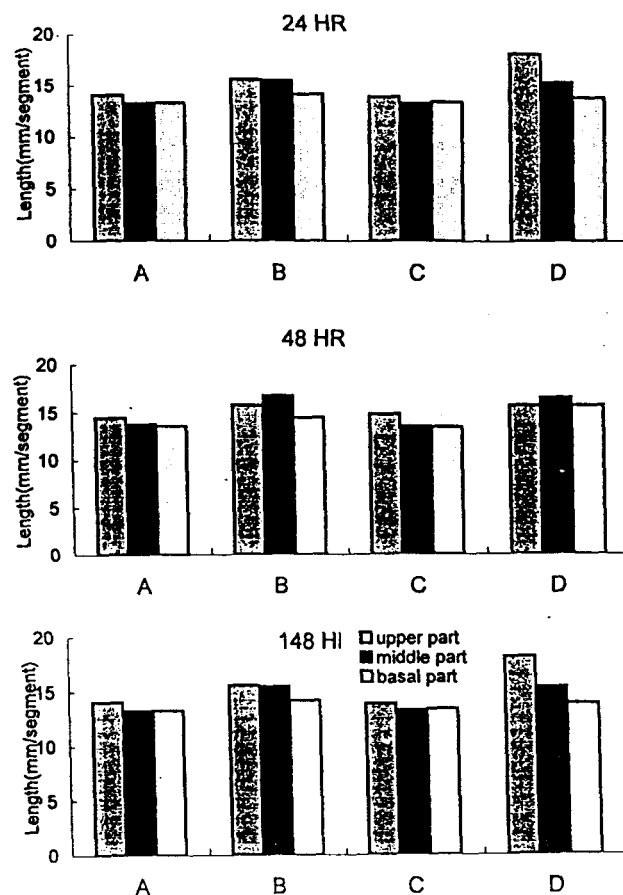 24 HR
Length(mm/segment)
20
15
10
5
0
A B C D
48 HR
Length(mm/segment)
20
15
10
5
0
A B C D
148 HI
upper part
middle part
basal part
Length(mm/segment)
20
15
10
5
0
A B C D